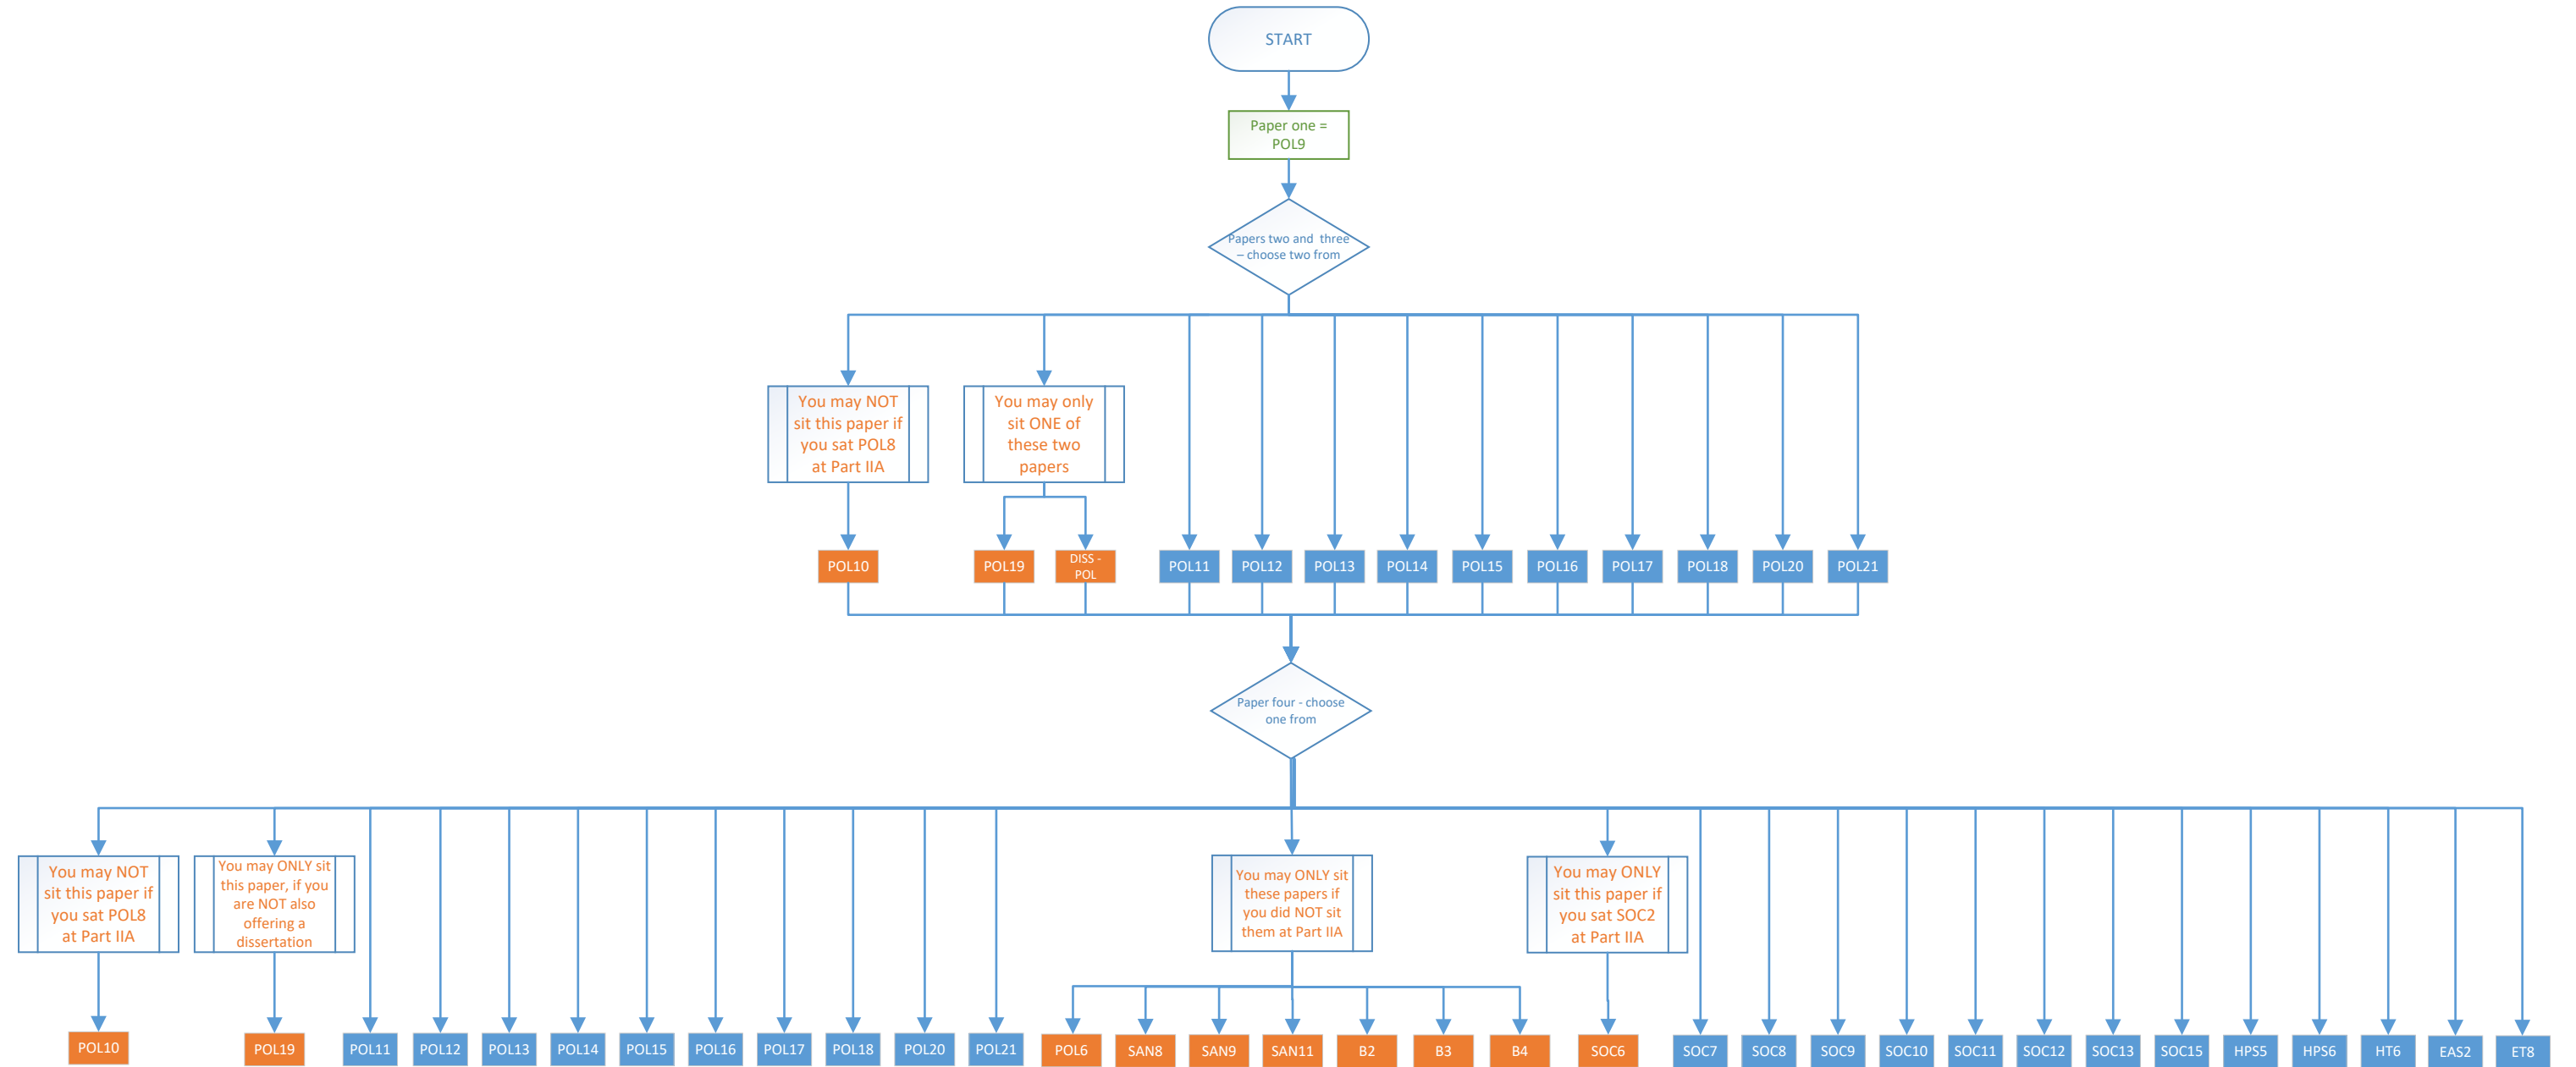 START
Paper one =
POL9
Papers two and  three
– choose two from
You may NOT
sit this paper if
you sat POL8
at Part IIA
You may only
sit ONE of
these two
papers
POL10
POL19
DISS -
POL
POL11
POL12
POL13
POL14
POL15
POL16
POL17
POL18
POL20
POL21
Paper four - choose
one from
You may NOT
sit this paper if
you sat POL8
at Part IIA
You may ONLY sit
this paper, if you
are NOT also
offering a
dissertation
You may ONLY sit
these papers if
you did NOT sit
them at Part IIA
You may ONLY
sit this paper if
you sat SOC2
at Part IIA
POL10
POL19
POL11
POL12
POL13
POL14
POL15
POL16
POL17
POL18
POL20
POL21
POL6
SAN8
SAN9
SAN11
B2
B3
B4
SOC6
SOC7
SOC8
SOC9
SOC10
SOC11
SOC12
SOC13
SOC15
HPS5
HPS6
HT6
EAS2
ET8